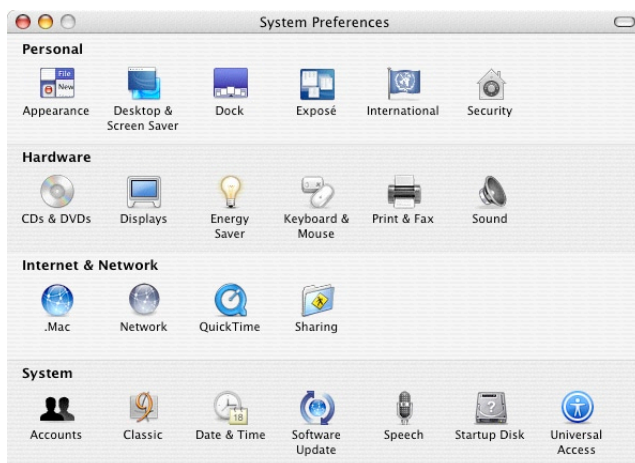 System Preferences
Personal
File
New
Appearance
Desktop &
Screen Saver
Dock
Exposé
International
Security
Hardware
CDs & DVDs
Displays
Energy
Saver
Keyboard &
Mouse
Print & Fax
Sound
Internet & Network
.Mac
Network
QuickTime
Sharing
System
18
Accounts
Classic
Date & Time
Software
Update
Speech
Startup Disk
Universal
Access